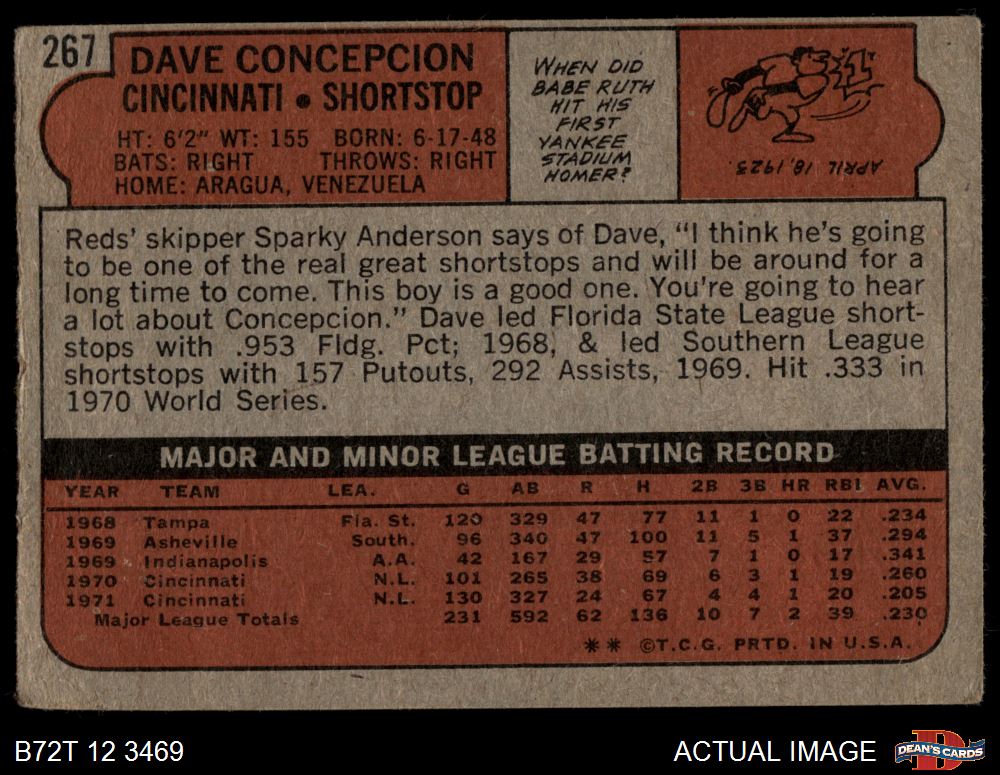 267
DAVE CONCEPCION
CINCINNATI • SHORTSTOP
HT: 6'2" WT: 155 BORN: 6-17-48
BATS: RIGHT THROWS: RIGHT
HOME: ARAGUA, VENEZUELA
WHEN DID
BABE RUTH
HIT HIS
FIRST
YANKEE
STADIUM
HOMER?
APRIL 18, 1923.
Reds' skipper Sparky Anderson says of Dave, "I think he's going
to be one of the real great shortstops and will be around for a
long time to come. This boy is a good one. You're going to hear
a lot about Concepcion." Dave led Florida State League short-
stops with .953 Fldg. Pct; 1968, & led Southern League
shortstops with 157 Putouts, 292 Assists, 1969. Hit .333 in
1970 World Series.
MAJOR AND MINOR LEAGUE BATTING RECORD
YEAR TEAM LEA. G AB R H 2B 3B HR RBI AVG.
1968 Tampa Fla. St. 120 329 47 77 11 1 0 22 .234
1969 Asheville South. 96 340 47 100 11 5 1 37 .294
1969 Indianapolis A.A. 42 167 29 57 7 1 0 17 .341
1970 Cincinnati N.L. 101 265 38 69 6 3 1 19 .260
1971 Cincinnati N.L. 130 327 24 67 4 4 1 20 .205
Major League Totals 231 592 62 136 10 7 2 39 .230
** ©T.C.G. PRTD. IN U.S.A.
B72T 12 3469 ACTUAL IMAGE DEAN'S CARDS